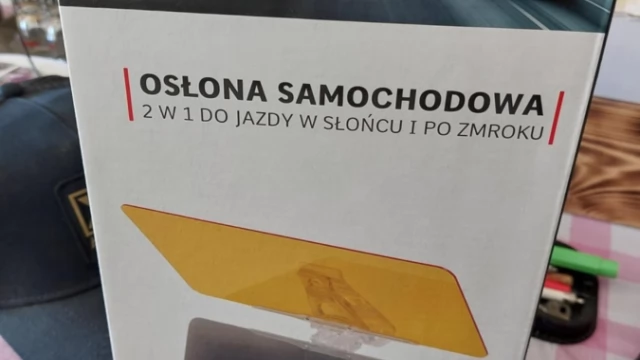 OSŁONA SAMOCHODOWA
2 W 1 DO JAZDY W SŁOŃCU I PO ZMROKU